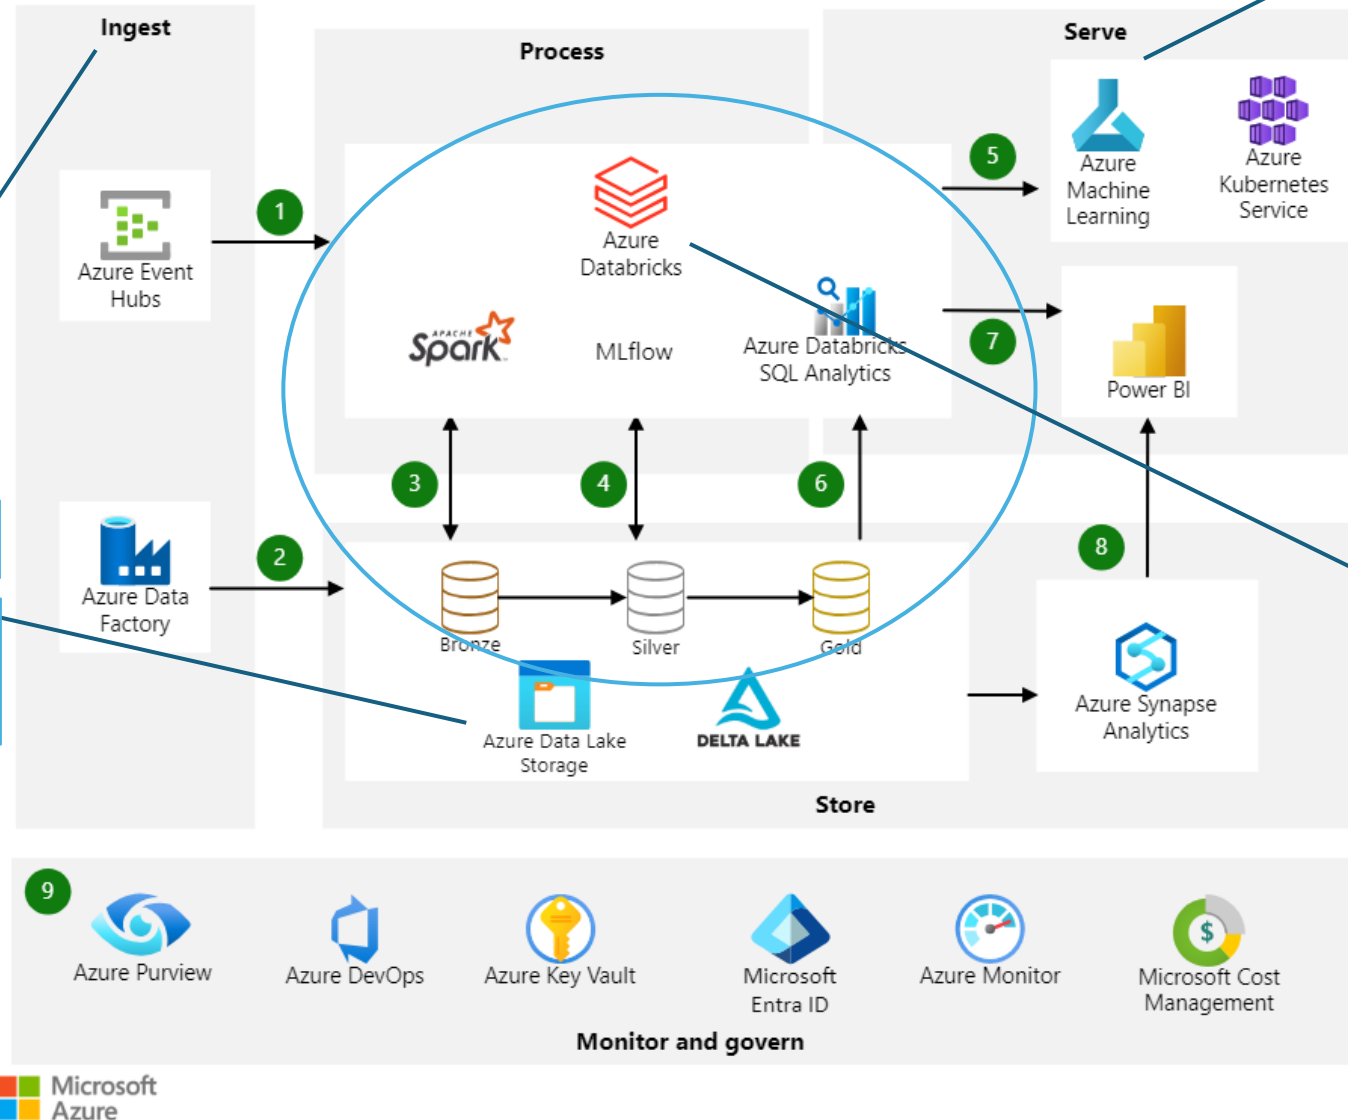 Ingest
Process
Serve
Azure Event
Hubs
1
Azure
Databricks
APACHE
Spark
TM
MLflow
Azure Databricks
SQL Analytics
5
Azure
Machine
Learning
Azure
Kubernetes
Service
7
Power BI
3
4
6
8
Azure Data
Factory
2
Bronze
Silver
Gold
Azure Data Lake
Storage
DELTA LAKE
Azure Synapse
Analytics
Store
9
Azure Purview
Azure DevOps
Azure Key Vault
Microsoft
Entra ID
Azure Monitor
$
Microsoft Cost
Management
Monitor and govern
Microsoft
Azure